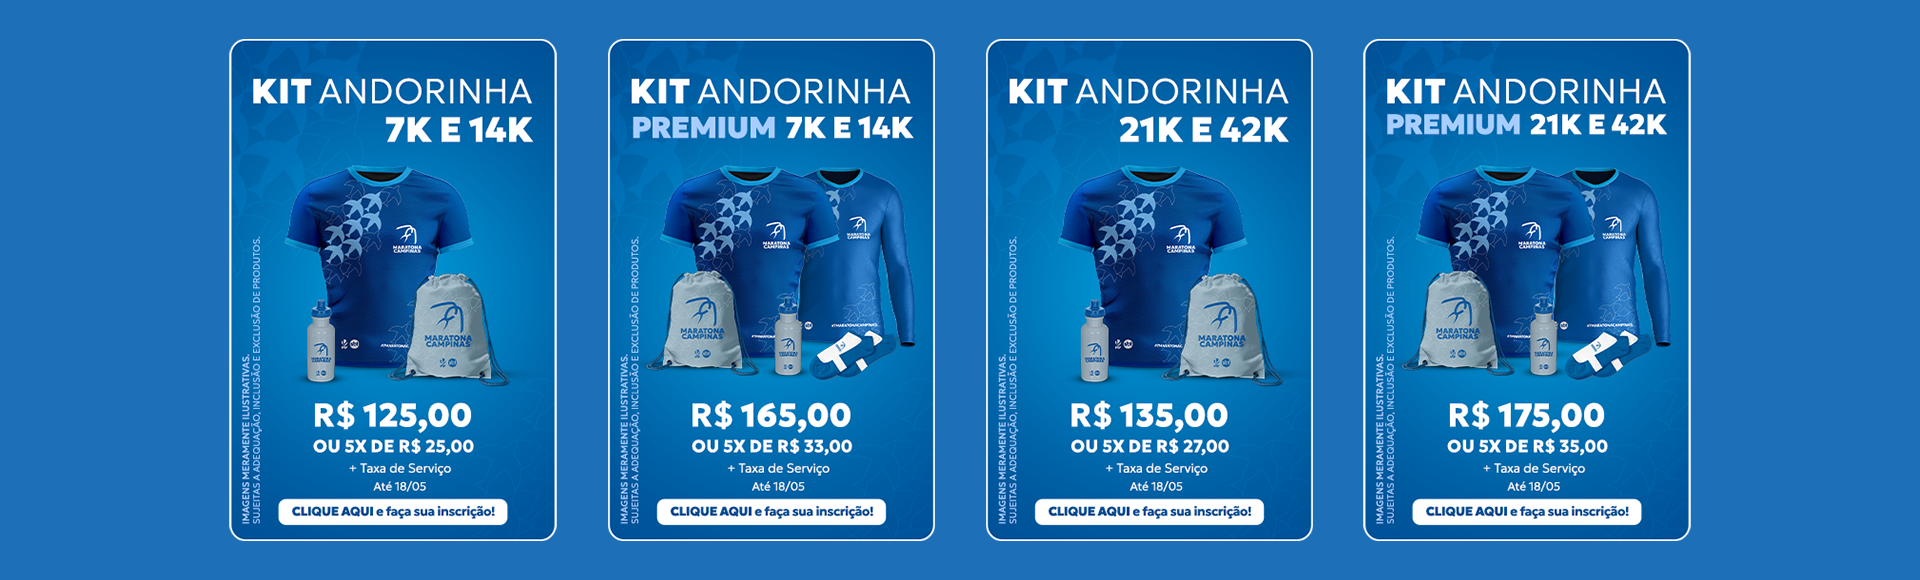 KIT ANDORINHA
7K E 14K
MARATONA
CAMPINAS
MARATONA
CAMPINAS
R$ 125,00
OU 5X DE R$ 25,00
+ Taxa de Serviço
Até 18/05
CLIQUE AQUI e faça sua inscrição!
IMAGENS MERAMENTE ILUSTRATIVAS.
SUJEITAS A ADEQUAÇÃO, INCLUSÃO E EXCLUSÃO DE PRODUTOS.
KIT ANDORINHA
PREMIUM 7K E 14K
MARATONA
CAMPINAS
MARATONA
CAMPINAS
MARATONA
CAMPINAS
#MARATONACAMPINAS
R$ 165,00
OU 5X DE R$ 33,00
+ Taxa de Serviço
Até 18/05
CLIQUE AQUI e faça sua inscrição!
IMAGENS MERAMENTE ILUSTRATIVAS.
SUJEITAS A ADEQUAÇÃO, INCLUSÃO E EXCLUSÃO DE PRODUTOS.
KIT ANDORINHA
21K E 42K
MARATONA
CAMPINAS
MARATONA
CAMPINAS
R$ 135,00
OU 5X DE R$ 27,00
+ Taxa de Serviço
Até 18/05
CLIQUE AQUI e faça sua inscrição!
IMAGENS MERAMENTE ILUSTRATIVAS.
SUJEITAS A ADEQUAÇÃO, INCLUSÃO E EXCLUSÃO DE PRODUTOS.
KIT ANDORINHA
PREMIUM 21K E 42K
MARATONA
CAMPINAS
MARATONA
CAMPINAS
MARATONA
CAMPINAS
#MARATONACAMPINAS
R$ 175,00
OU 5X DE R$ 35,00
+ Taxa de Serviço
Até 18/05
CLIQUE AQUI e faça sua inscrição!
IMAGENS MERAMENTE ILUSTRATIVAS.
SUJEITAS A ADEQUAÇÃO, INCLUSÃO E EXCLUSÃO DE PRODUTOS.